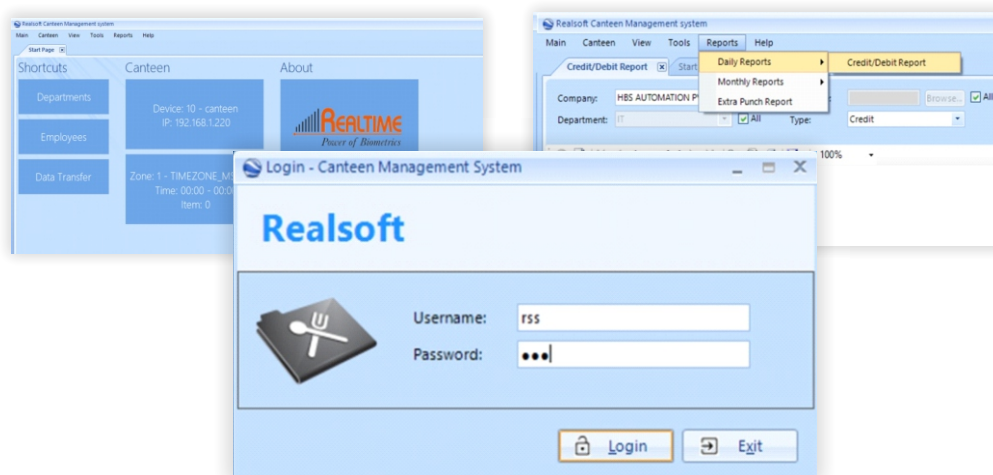 Realsoft Canteen Management system
Main Canteen View Tools Reports Help
Start Page
Shortcuts Canteen About
Departments
Employees
Data Transfer
Device: 10 - canteen
IP: 192.168.1.220
Zone: 1 - TIMEZONE_MS
Time: 00:00 - 00:00
Item: 0
REALTIME
Power of Biometrics
Realsoft Canteen Management system
Main Canteen View Tools Reports Help
Credit/Debit Report Start
Daily Reports
Monthly Reports
Extra Punch Report
Credit/Debit Report
Company: HBS AUTOMATION P Browse... All
Department: IT All Type: Credit
100%
Login - Canteen Management System
Realsoft
Username: rss
Password: •••
Login Exit